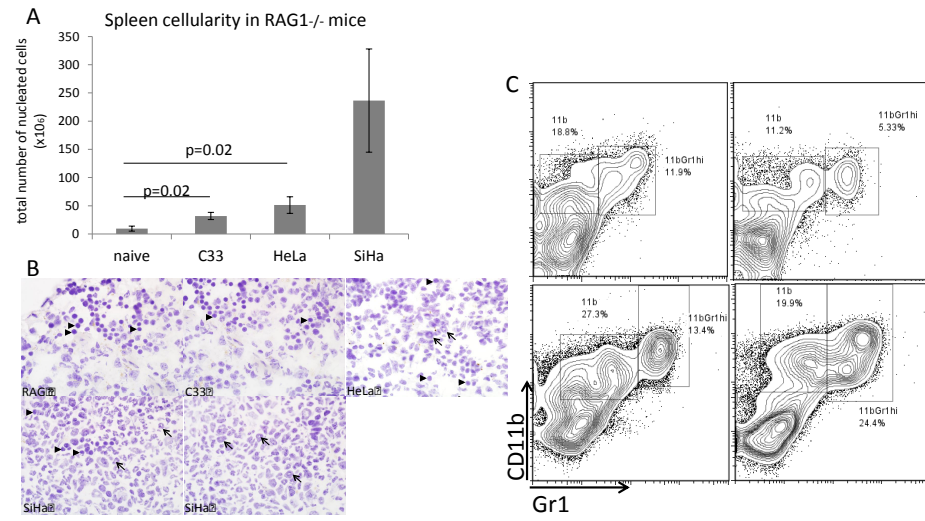 A
Spleen cellularity in RAG1-/- mice
total number of nucleated cells
(x106)
350
300
250
200
150
100
50
0
p=0.02
p=0.02
naive
C33
HeLa
SiHa
B
RAG
C33
HeLa
SiHa
SiHa
C
11b
18.8%
11bGr1hi
11.9%
11b
11.2%
11bGr1hi
5.33%
11b
27.3%
11bGr1hi
13.4%
11b
19.9%
11bGr1hi
24.4%
CD11b
Gr1